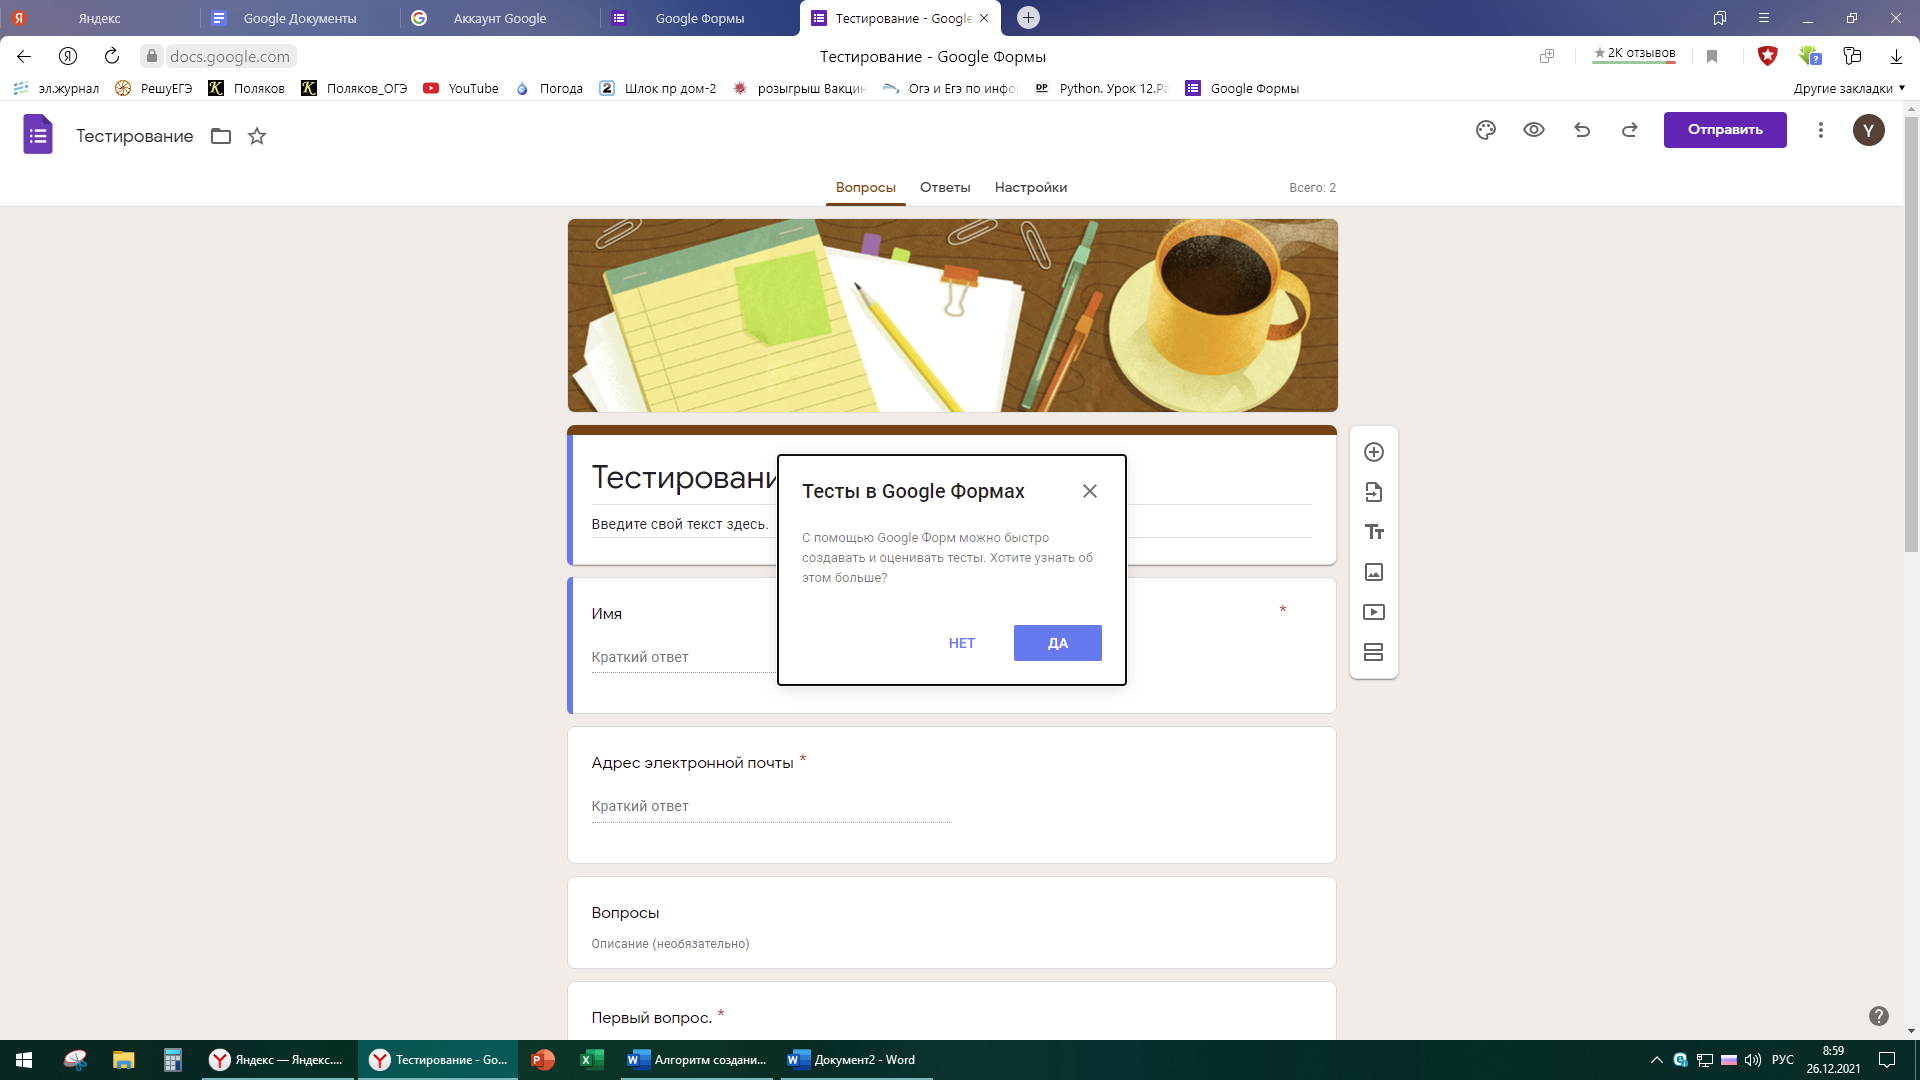 Яндекс
Google Документы
Аккаунт Google
Google Формы
Тестирование - Google
docs.google.com
Тестирование - Google Формы
2K отзывов
эл.журнал
РешуЕГЭ
Поляков
Поляков_ОГЭ
YouTube
Погода
Шлок пр дом-2
розыгрыш Вакцин
Огэ и Егэ по инфо
Python. Урок 12.Ра
Google Формы
Другие закладки
Тестирование
Отправить
Y
Вопросы
Ответы
Настройки
Всего: 2
Тестировани
Введите свой текст здесь.
Тесты в Google Формах
С помощью Google Форм можно быстро
создавать и оценивать тесты. Хотите узнать об
этом больше?
НЕТ
ДА
Имя
*
Краткий ответ
Адрес электронной почты *
Краткий ответ
Вопросы
Описание (необязательно)
Первый вопрос. *
Яндекс — Яндекс....
Тестирование - Go...
Алгоритм создани...
Документ2 - Word
РУС
8:59
26.12.2021